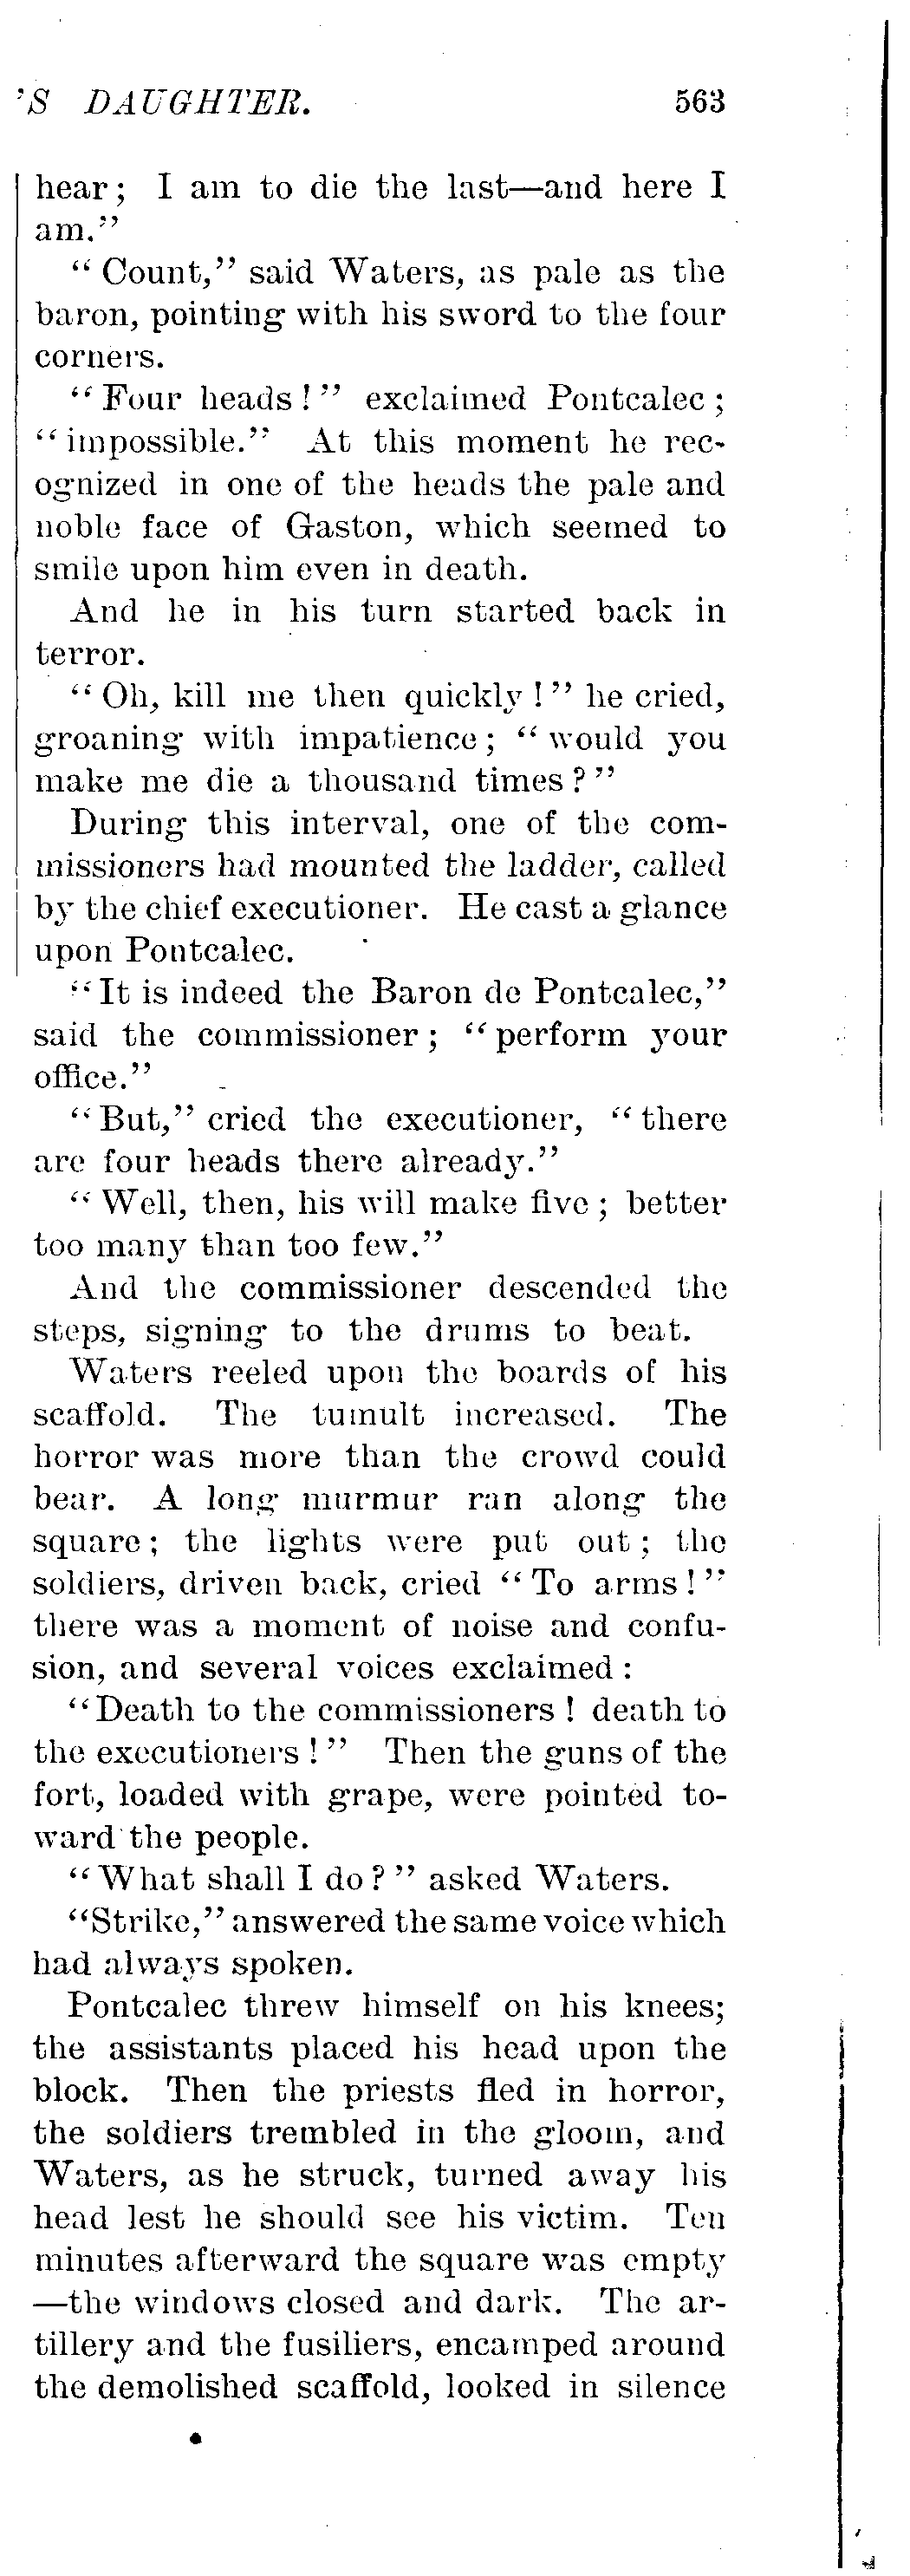 'S DAUGHTER. 563
hear; I am to die the last—and here I
am."
"Count," said Waters, as pale as the
baron, pointing with his sword to the four
corners.
"Four heads!" exclaimed Pontcalec;
"impossible." At this moment he rec-
ognized in one of the heads the pale and
noble face of Gaston, which seemed to
smile upon him even in death.
And he in his turn started back in
terror.
"Oh, kill me then quickly!" he cried,
groaning with impatience; "would you
make me die a thousand times?"
During this interval, one of the com-
missioners had mounted the ladder, called
by the chief executioner. He cast a glance
upon Pontcalec.
"It is indeed the Baron de Pontcalec,"
said the commissioner; "perform your
office."
"But," cried the executioner, "there
are four heads there already."
"Well, then, his will make five; better
too many than too few."
And the commissioner descended the
steps, signing to the drums to beat.
Waters reeled upon the boards of his
scaffold. The tumult increased. The
horror was more than the crowd could
bear. A long murmur ran along the
square; the lights were put out; the
soldiers, driven back, cried "To arms!"
there was a moment of noise and confu-
sion, and several voices exclaimed:
"Death to the commissioners! death to
the executioners!" Then the guns of the
fort, loaded with grape, were pointed to-
ward the people.
"What shall I do?" asked Waters.
"Strike," answered the same voice which
had always spoken.
Pontcalec threw himself on his knees;
the assistants placed his head upon the
block. Then the priests fled in horror,
the soldiers trembled in the gloom, and
Waters, as he struck, turned away his
head lest he should see his victim. Ten
minutes afterward the square was empty
—the windows closed and dark. The ar-
tillery and the fusiliers, encamped around
the demolished scaffold, looked in silence